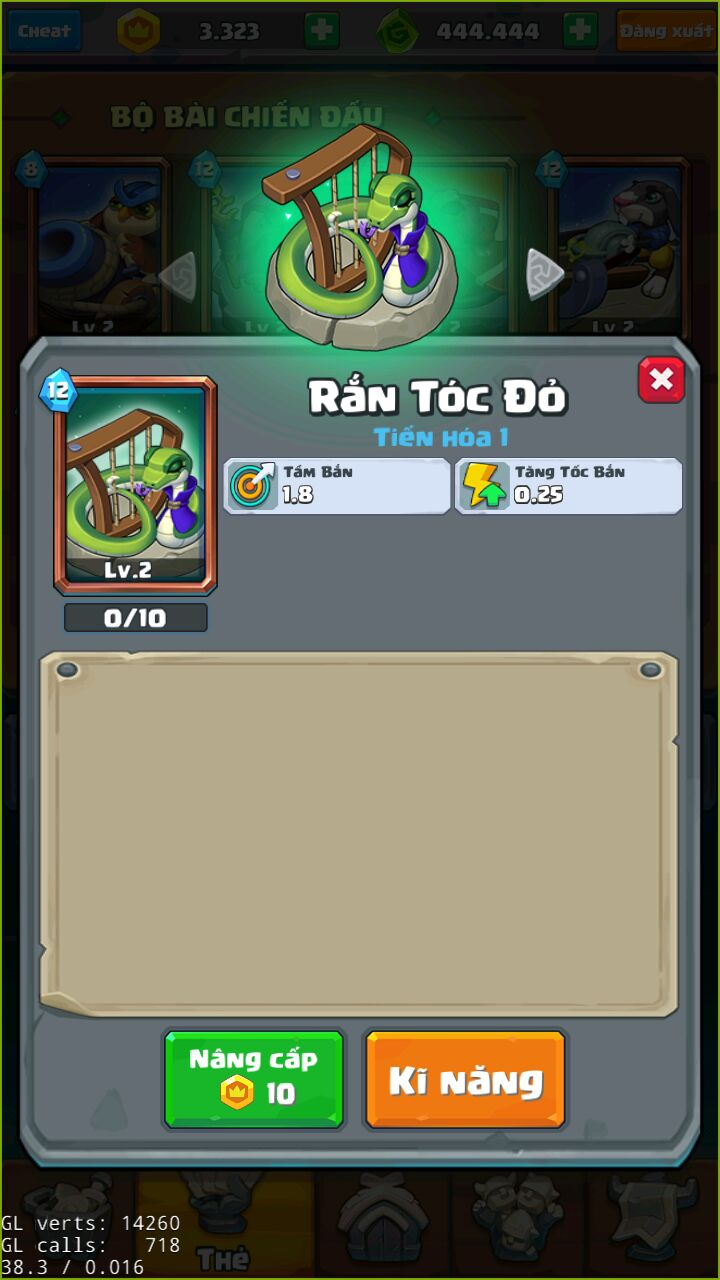 Cheat
3.323
444.444
Đăng xuất
BỘ BÀI CHIẾN ĐẤU
8
12
12
Lv.2
Lv.2
Lv.2
12
Rắn Tóc Đỏ
Tiến Hóa 1
Tầm Bắn
1.8
Tăng Tốc Bắn
0.25
Lv.2
0/10
Nâng cấp
10
Kĩ năng
Thẻ
GL verts: 14260
GL calls: 718
38.3 / 0.016